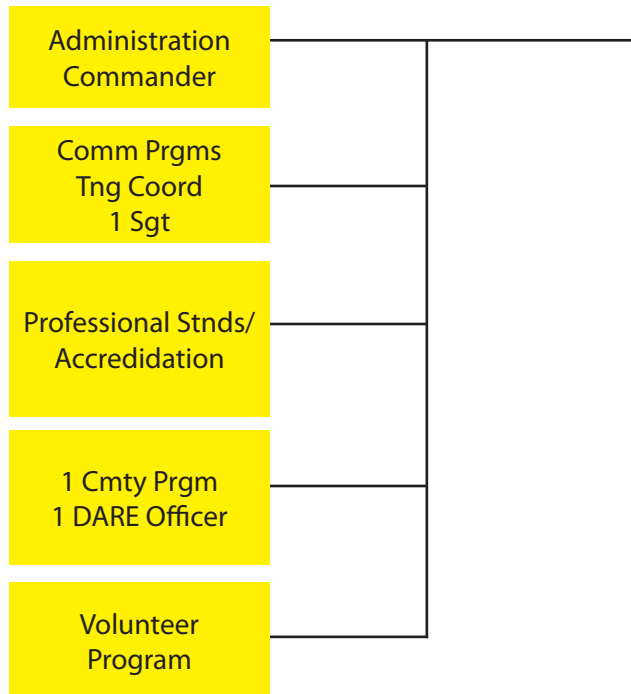 Administration
Commander
Comm Prgms
Tng Coord
1 Sgt
Professional Stnds/
Accredidation
1 Cmty Prgm
1 DARE Officer
Volunteer
Program